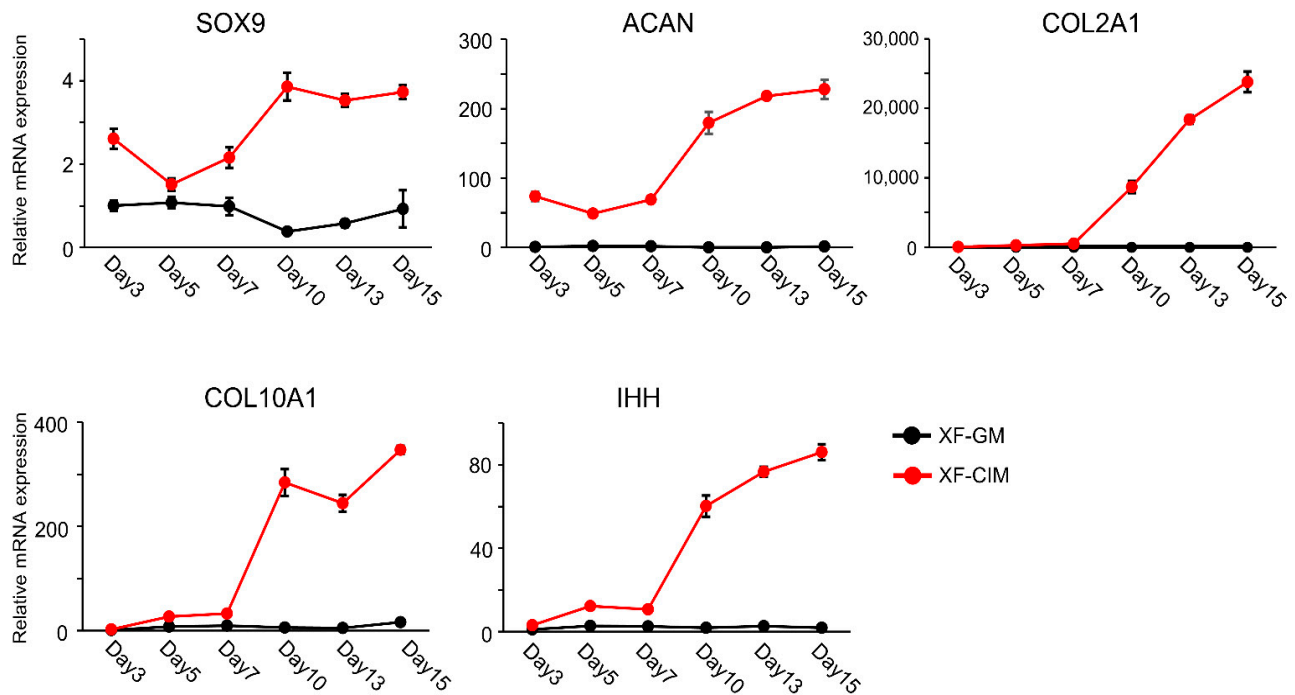 SOX9
Relative mRNA expression
4
2
0
Day3
Day5
Day7
Day10
Day13
Day15
ACAN
300
200
100
0
Day3
Day5
Day7
Day10
Day13
Day15
COL2A1
30,000
20,000
10,000
0
Day3
Day5
Day7
Day10
Day13
Day15
COL10A1
Relative mRNA expression
400
200
0
Day3
Day5
Day7
Day10
Day13
Day15
IHH
80
40
0
Day3
Day5
Day7
Day10
Day13
Day15
XF-GM
XF-CIM